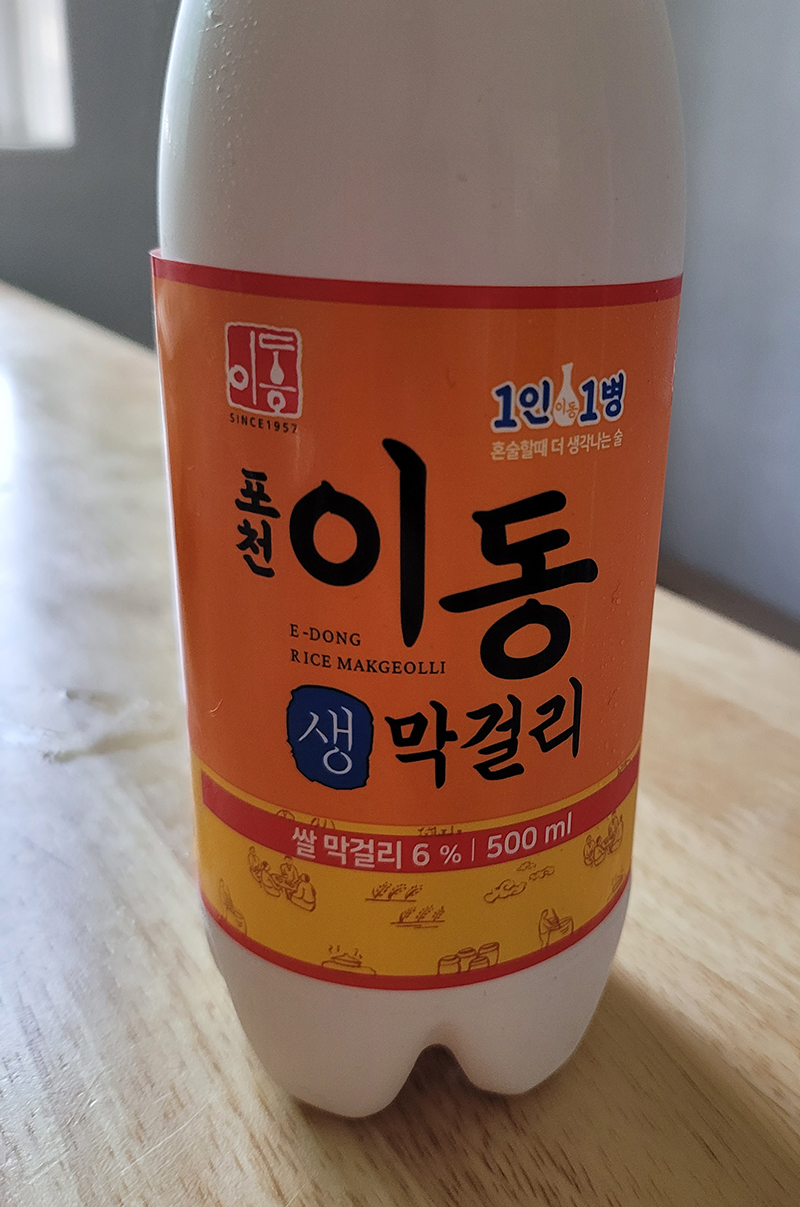 이동
SINCE1957
1인 이동 1병
혼술할때 더 생각나는 술
포천
이동
E-DONG
RICE MAKGEOLLI
생 막걸리
쌀 막걸리 6 % | 500 ml